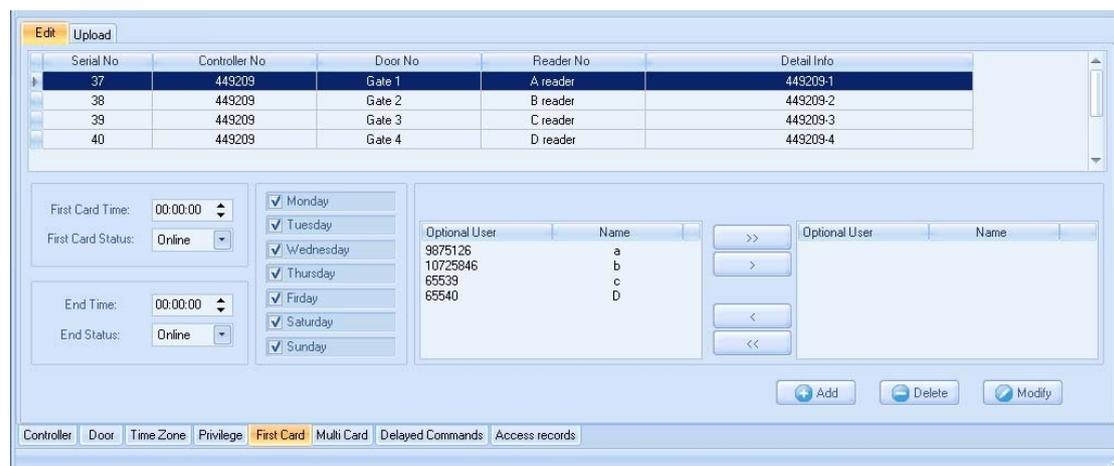 Edit Upload
Serial No Controller No Door No Reader No Detail Info
37 449209 Gate 1 A reader 449209-1
38 449209 Gate 2 B reader 449209-2
39 449209 Gate 3 C reader 449209-3
40 449209 Gate 4 D reader 449209-4
First Card Time: 00:00:00
First Card Status: Online
End Time: 00:00:00
End Status: Online
Monday
Tuesday
Wednesday
Thursday
Firday
Saturday
Sunday
Optional User Name
9875126 a
10725846 b
65539 c
65540 D
>>
>
<
<<
Optional User Name
Add Delete Modify
Controller Door Time Zone Privilege First Card Multi Card Delayed Commands Access records